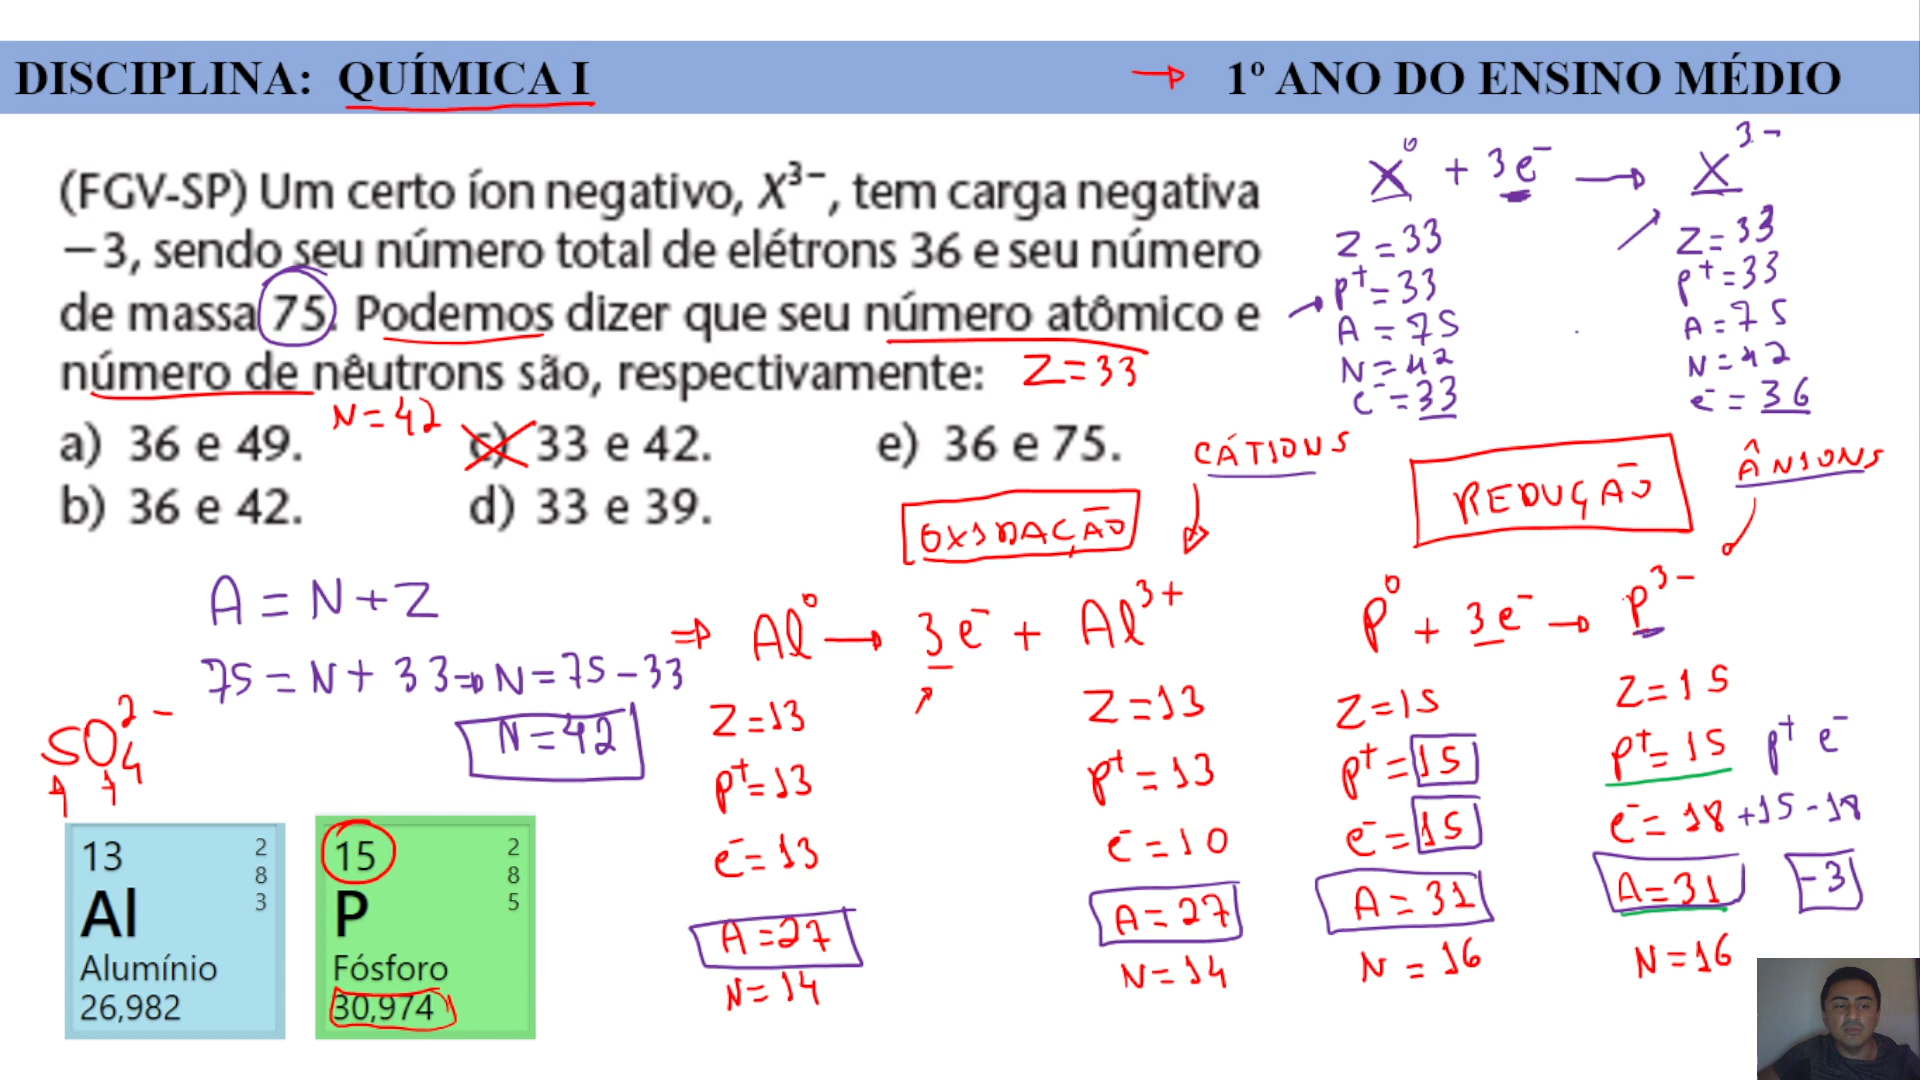 DISCIPLINA: QUÍMICA I → 1º ANO DO ENSINO MÉDIO
(FGV-SP) Um certo íon negativo, X³⁻, tem carga negativa
−3, sendo seu número total de elétrons 36 e seu número
de massa 75. Podemos dizer que seu número atômico e
número de nêutrons são, respectivamente: Z=33
N=42
a) 36 e 49. c) 33 e 42. e) 36 e 75.
b) 36 e 42. d) 33 e 39.
X⁰ + 3e⁻ → X³⁻
Z=33 Z=33
p⁺=33 p⁺=33
A=75 A=75
N=42 N=42
e⁻=33 e⁻=36
CÁTIONS ÂNIONS
OXIDAÇÃO REDUÇÃO
A=N+Z
75=N+33⇒N=75-33
N=42
SO₄²⁻
⇒ Al⁰ → 3e⁻ + Al³⁺
Z=13 Z=13
p⁺=13 p⁺=13
e⁻=13 e⁻=10
A=27 A=27
N=14 N=14
P⁰ + 3e⁻ → P³⁻
Z=15 Z=15
p⁺=15 p⁺=15 p⁺ e⁻
e⁻=15 e⁻=18 +15-18
A=31 A=31 -3
N=16 N=16
13 2
8
3
Al
Alumínio
26,982
15 2
8
5
P
Fósforo
30,974